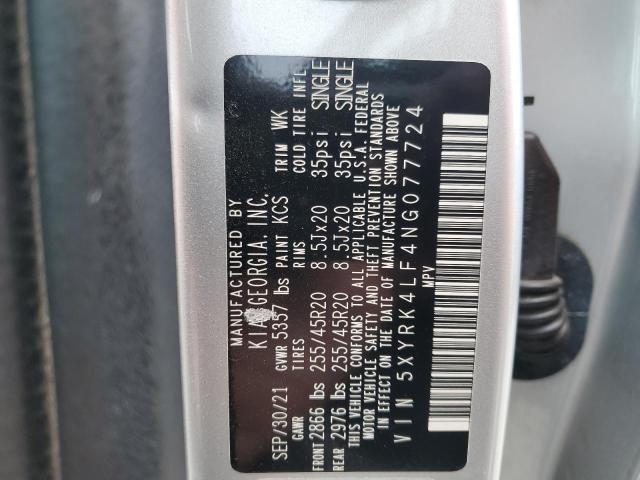 MANUFACTURED BY
KIA GEORGIA, INC.
SEP/30/21 GVWR 5357 lbs PAINT KCS TRIM WK
GAWR TIRES RIMS COLD TIRE INFL
FRONT 2866 lbs 255/45R20 8.5Jx20 35psi SINGLE
REAR 2976 lbs 255/45R20 8.5Jx20 35psi SINGLE
THIS VEHICLE CONFORMS TO ALL APPLICABLE U.S.A. FEDERAL
MOTOR VEHICLE SAFETY AND THEFT PREVENTION STANDARDS
IN EFFECT ON THE DATE OF MANUFACTURE SHOWN ABOVE
VIN 5XYRK4LF4NG077724
MPV